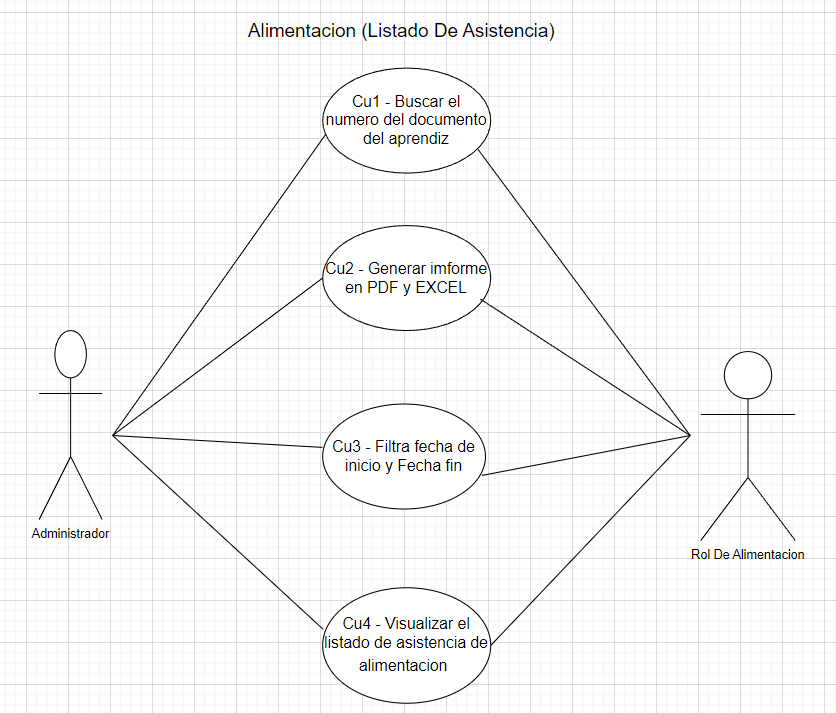 Alimentacion (Listado De Asistencia)
Cu1 - Buscar el
numero del documento
del aprendiz
Cu2 - Generar imforme
en PDF y EXCEL
Cu3 - Filtra fecha de
inicio y Fecha fin
Administrador
Rol De Alimentacion
Cu4 - Visualizar el
listado de asistencia de
alimentacion